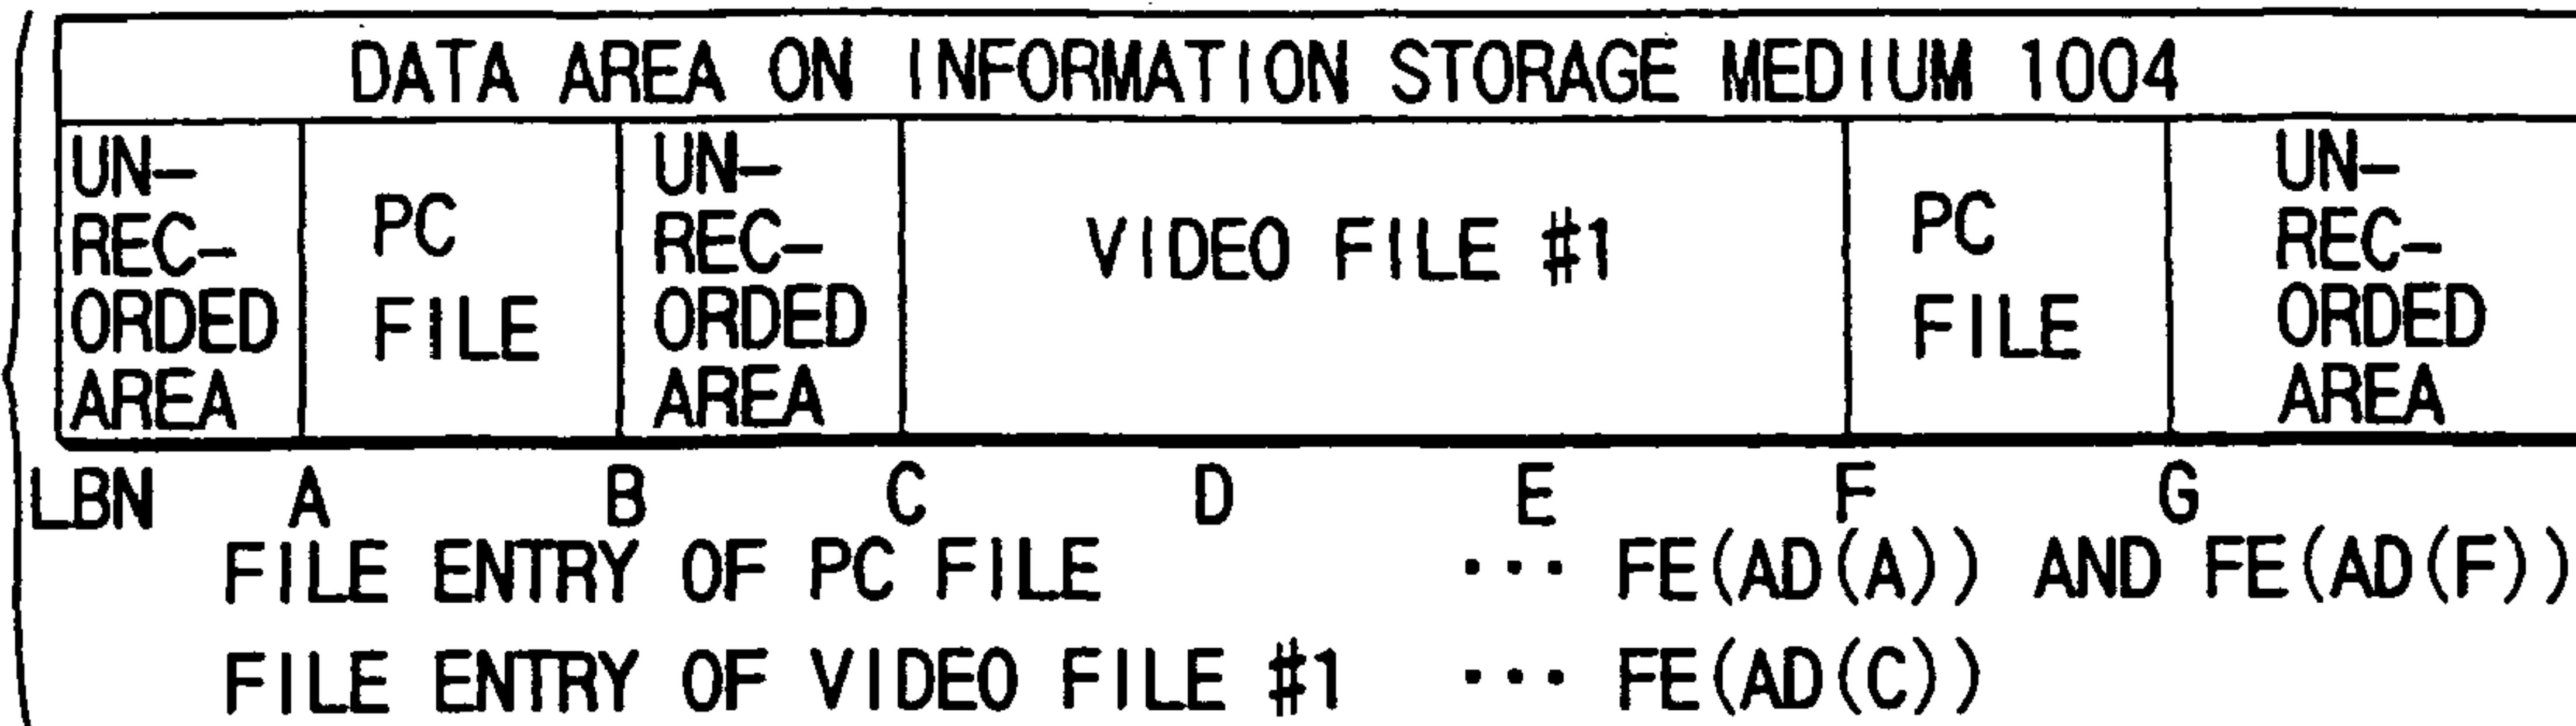 DATA AREA ON INFORMATION STORAGE MEDIUM 1004
UN-
REC-
ORDED
AREA
PC
FILE
UN-
REC-
ORDED
AREA
VIDEO FILE #1
PC
FILE
UN-
REC-
ORDED
AREA
LBN A B C D E F G
FILE ENTRY OF PC FILE ··· FE(AD(A)) AND FE(AD(F))
FILE ENTRY OF VIDEO FILE #1 ··· FE(AD(C))